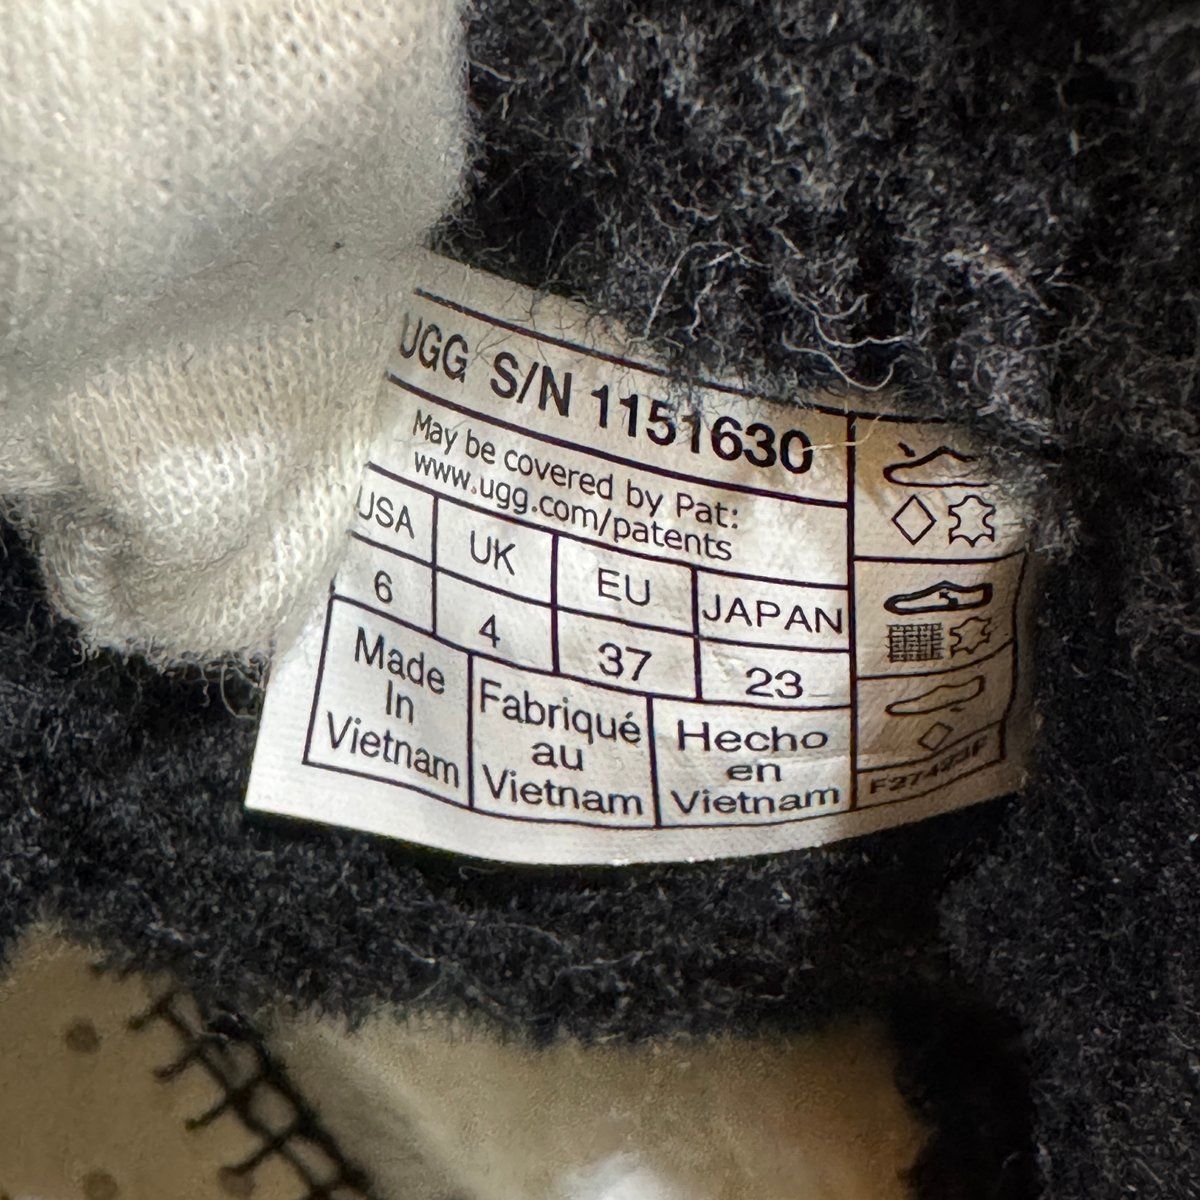 UGG S/N 1151630
May be covered by Pat:
www.ugg.com/patents
USA UK EU JAPAN
6 4 37 23
Made
In
Vietnam
Fabriqué
au
Vietnam
Hecho
en
Vietnam